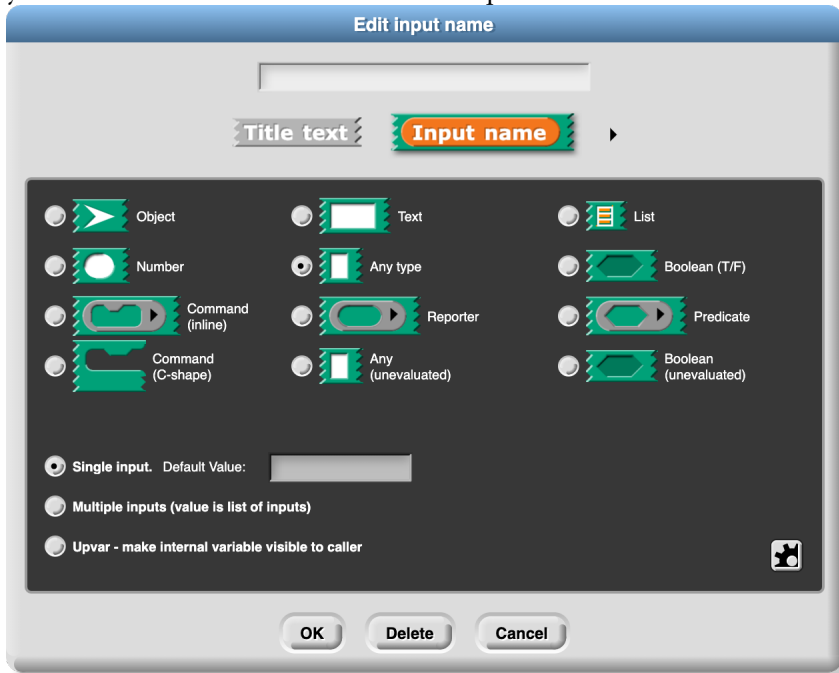 Edit input name
Title text
Input name
Object
Text
List
Number
Any type
Boolean (T/F)
Command
(inline)
Reporter
Predicate
Command
(C-shape)
Any
(unevaluated)
Boolean
(unevaluated)
Single input. Default Value:
Multiple inputs (value is list of inputs)
Upvar - make internal variable visible to caller
OK
Delete
Cancel